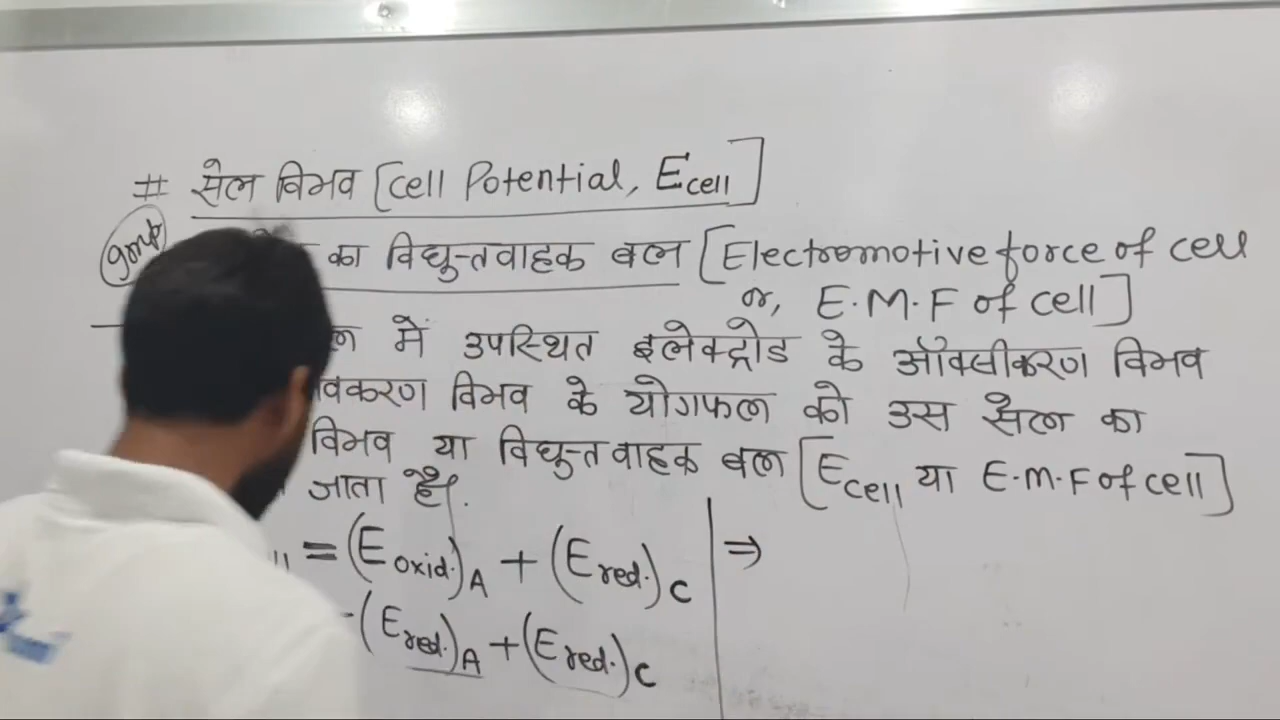 # सेल विभव [Cell Potential, Ecell]
का विद्युतवाहक बल [Electromotive force of cell
or, E.M.F of cell]
में उपस्थित इलेक्ट्रोड के ऑक्सीकरण विभव
विभव के योगफल को उस सेल का
विभव या विद्युतवाहक बल [Ecell या E.M.F of cell]
जाता है।
= (Eoxid.)A + (Ered.)C | ⇒
-(Ered.)A + (Ered.)C